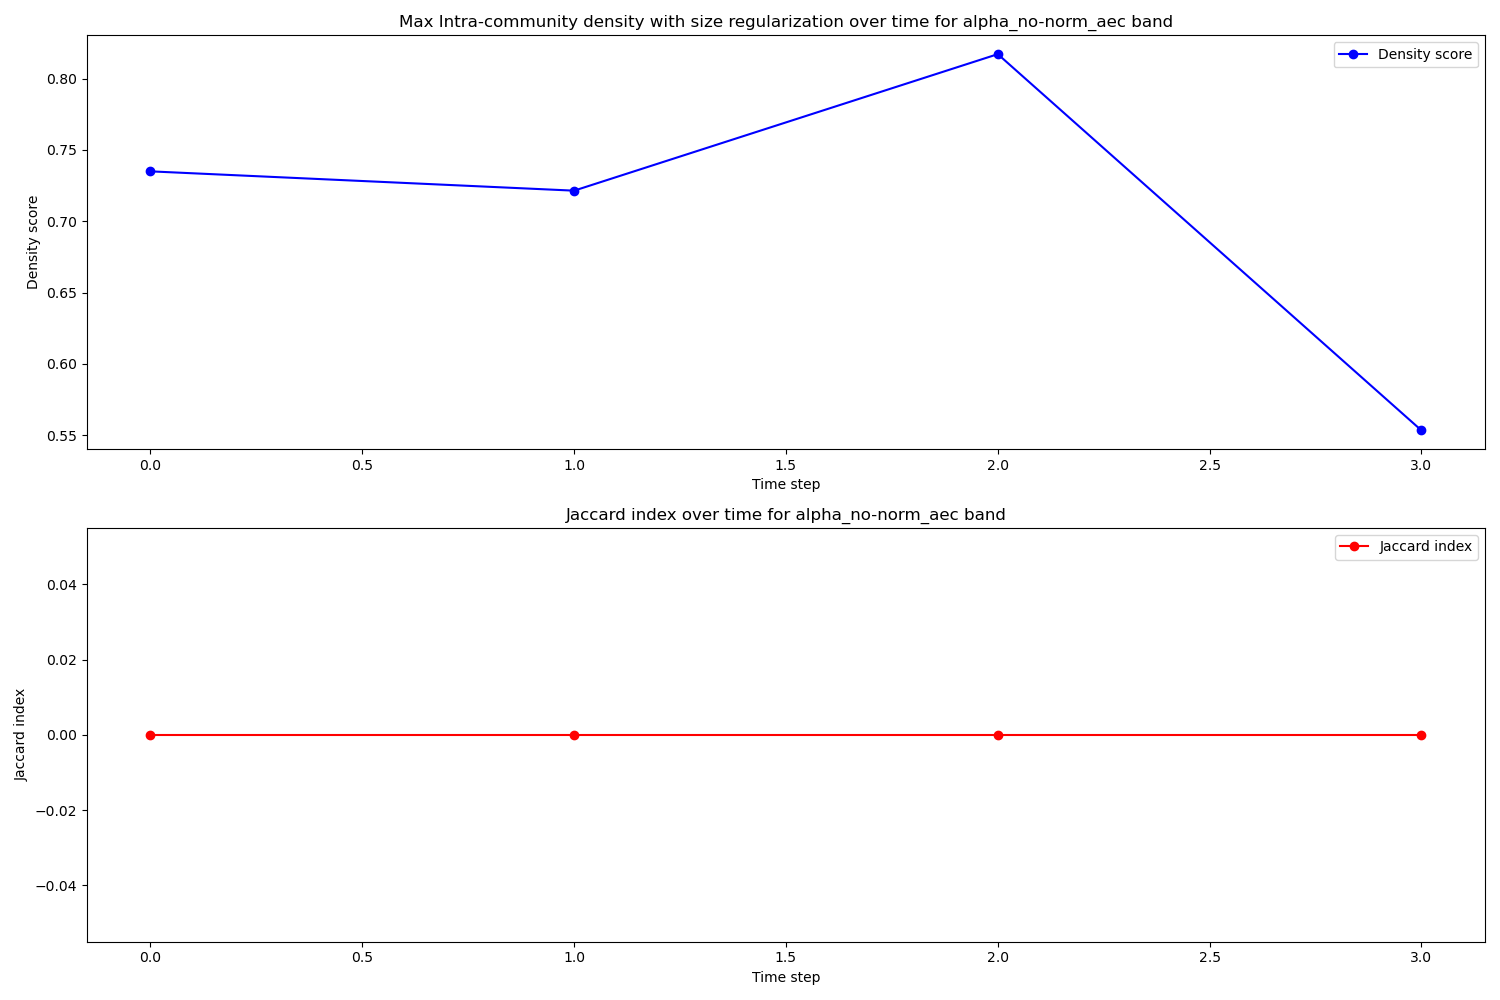 Max Intra-community density with size regularization over time for alpha_no-norm_aec band
Density score
0.80
0.75
0.70
0.65
0.60
0.55
Density score
0.0 0.5 1.0 1.5 2.0 2.5 3.0
Time step
Jaccard index over time for alpha_no-norm_aec band
Jaccard index
0.04
0.02
0.00
−0.02
−0.04
Jaccard index
0.0 0.5 1.0 1.5 2.0 2.5 3.0
Time step